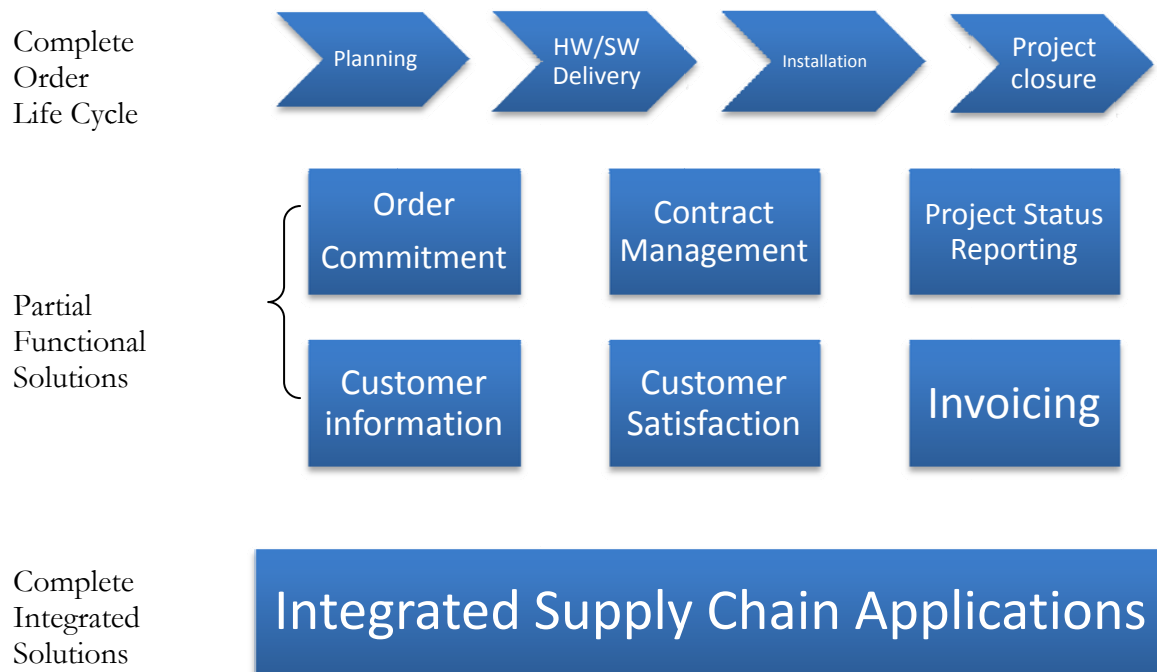 Complete
Order
Life Cycle
Planning
HW/SW
Delivery
Installation
Project
closure
Partial
Functional
Solutions
Order
Commitment
Contract
Management
Project Status
Reporting
Customer
information
Customer
Satisfaction
Invoicing
Complete
Integrated
Solutions
Integrated Supply Chain Applications